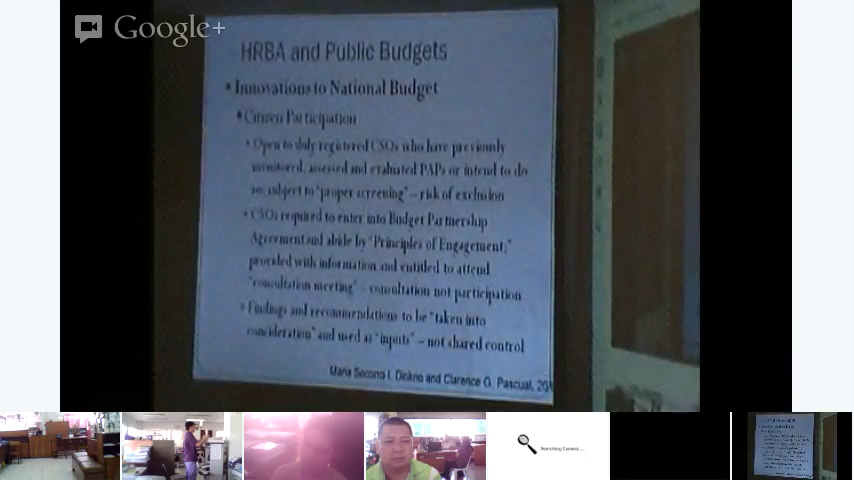 Google+
HRBA and Public Budgets
• Innovations to National Budget
• Citizen Participation
• Open to duly registered CSOs who have previously
monitored, assessed and evaluated PAPs or intend to do
so; subject to "proper screening" – risk of exclusion
• CSOs required to enter into Budget Partnership
Agreement and abide by "Principles of Engagement;"
provided with information and entitled to attend
"consultation meeting" – consultation not participation
• Findings and recommendations to be "taken into
consideration" and used as "inputs" – not shared control
Maria Socorro I. Diokno and Clarence G. Pascual, 201